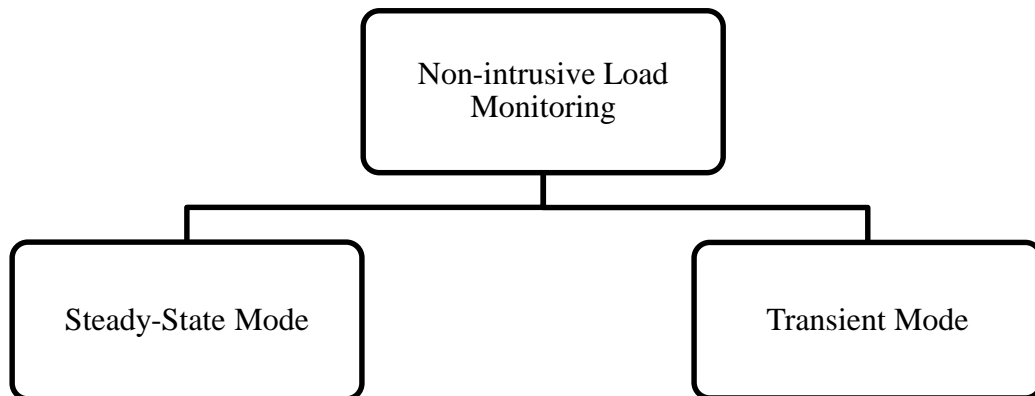 Non-intrusive Load
Monitoring
Steady-State Mode
Transient Mode